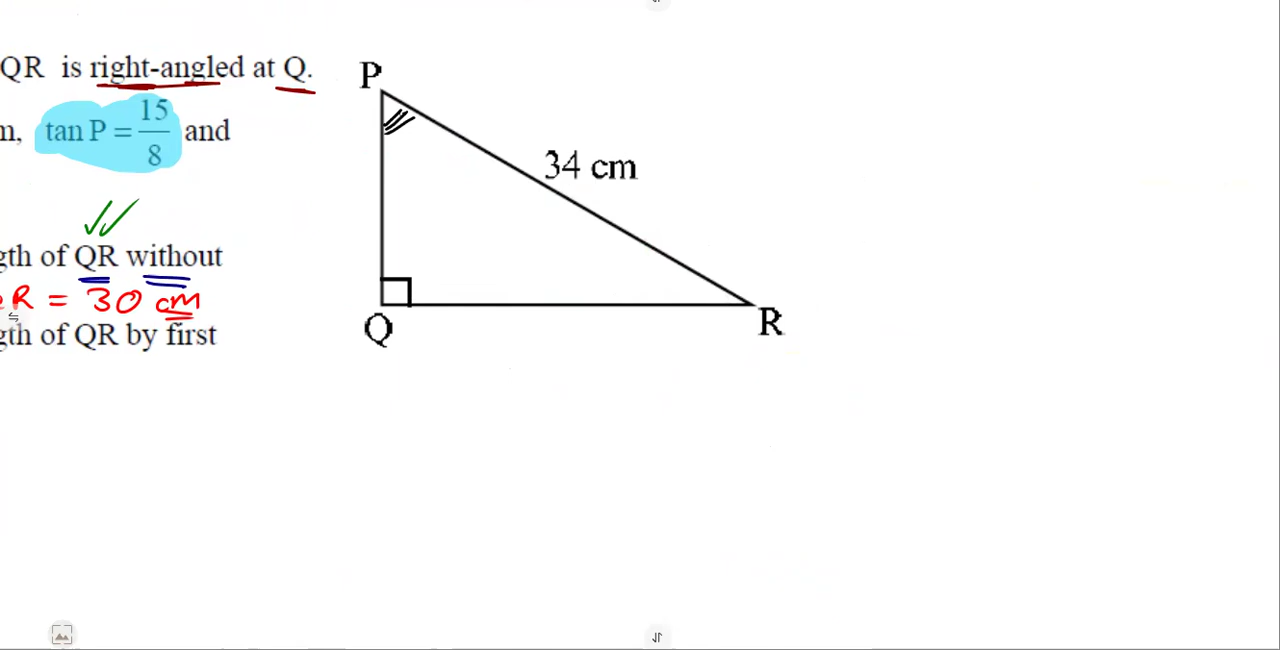 QR is right-angled at Q.
m, tan P = 15/8 and
gth of QR without
R = 30 cm
gth of QR by first
P
34 cm
Q
R